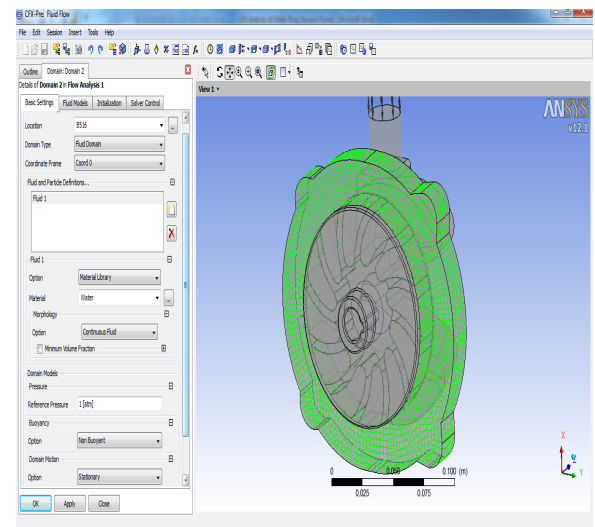 CFX-Pre: Fluid Flow
File Edit Session Insert Tools Help
Outline Domain: Domain 2
Details of Domain 2 in Flow Analysis 1
Basic Settings Fluid Models Initialization Solver Control
Location B516 ...
Domain Type Fluid Domain
Coordinate Frame Coord 0
Fluid and Particle Definitions...
Fluid 1
Fluid 1
Option Material Library
Material Water ...
Morphology
Option Continuous Fluid
Minimum Volume Fraction
Domain Models
Pressure
Reference Pressure 1 [atm]
Buoyancy
Option Non Buoyant
Domain Motion
Option Stationary
OK Apply Close
View 1
ANSYS
v12.1
0 0.050 0.100 (m)
0.025 0.075
X
Y